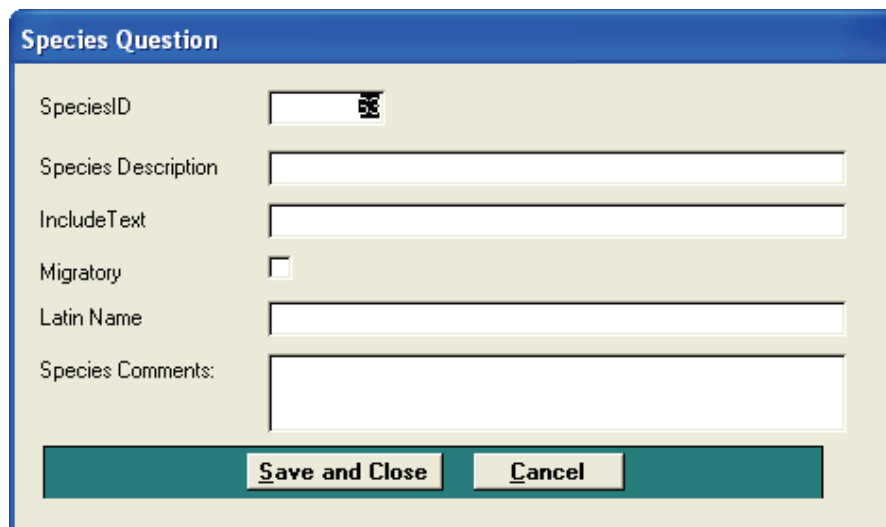 Species Question
SpeciesID
Species Description
IncludeText
Migratory
Latin Name
Species Comments:
Save and Close Cancel